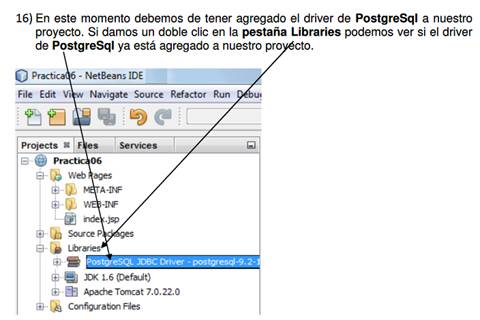 16) En este momento debemos de tener agregado el driver de PostgreSql a nuestro
proyecto. Si damos un doble clic en la pestaña Libraries podemos ver si el driver
de PostgreSql ya está agregado a nuestro proyecto.
Practica06 - NetBeans IDE
File Edit View Navigate Source Refactor Run Debu
Projects Files Services
Practica06
Web Pages
META-INF
WEB-INF
index.jsp
Source Packages
Libraries
PostgreSQL JDBC Driver - postgresql-9.2-1
JDK 1.6 (Default)
Apache Tomcat 7.0.22.0
Configuration Files